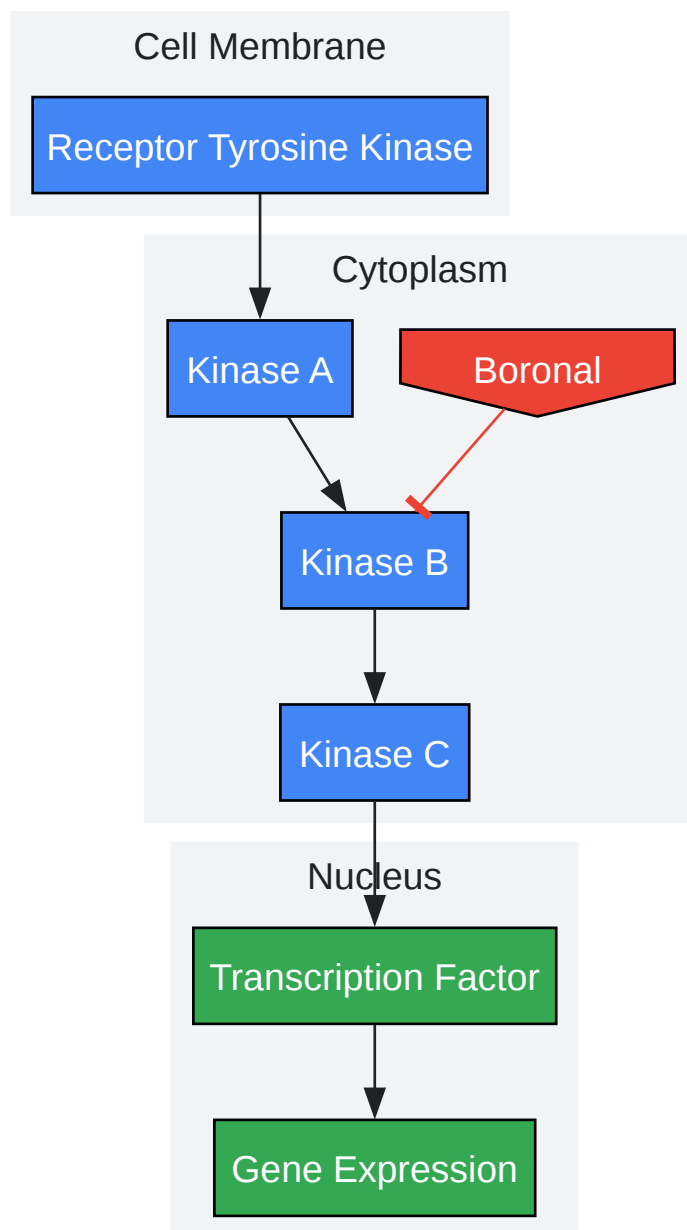 Cell Membrane
Receptor Tyrosine Kinase
Cytoplasm
Kinase A
Boronal
Kinase B
Kinase C
Nucleus
Transcription Factor
Gene Expression